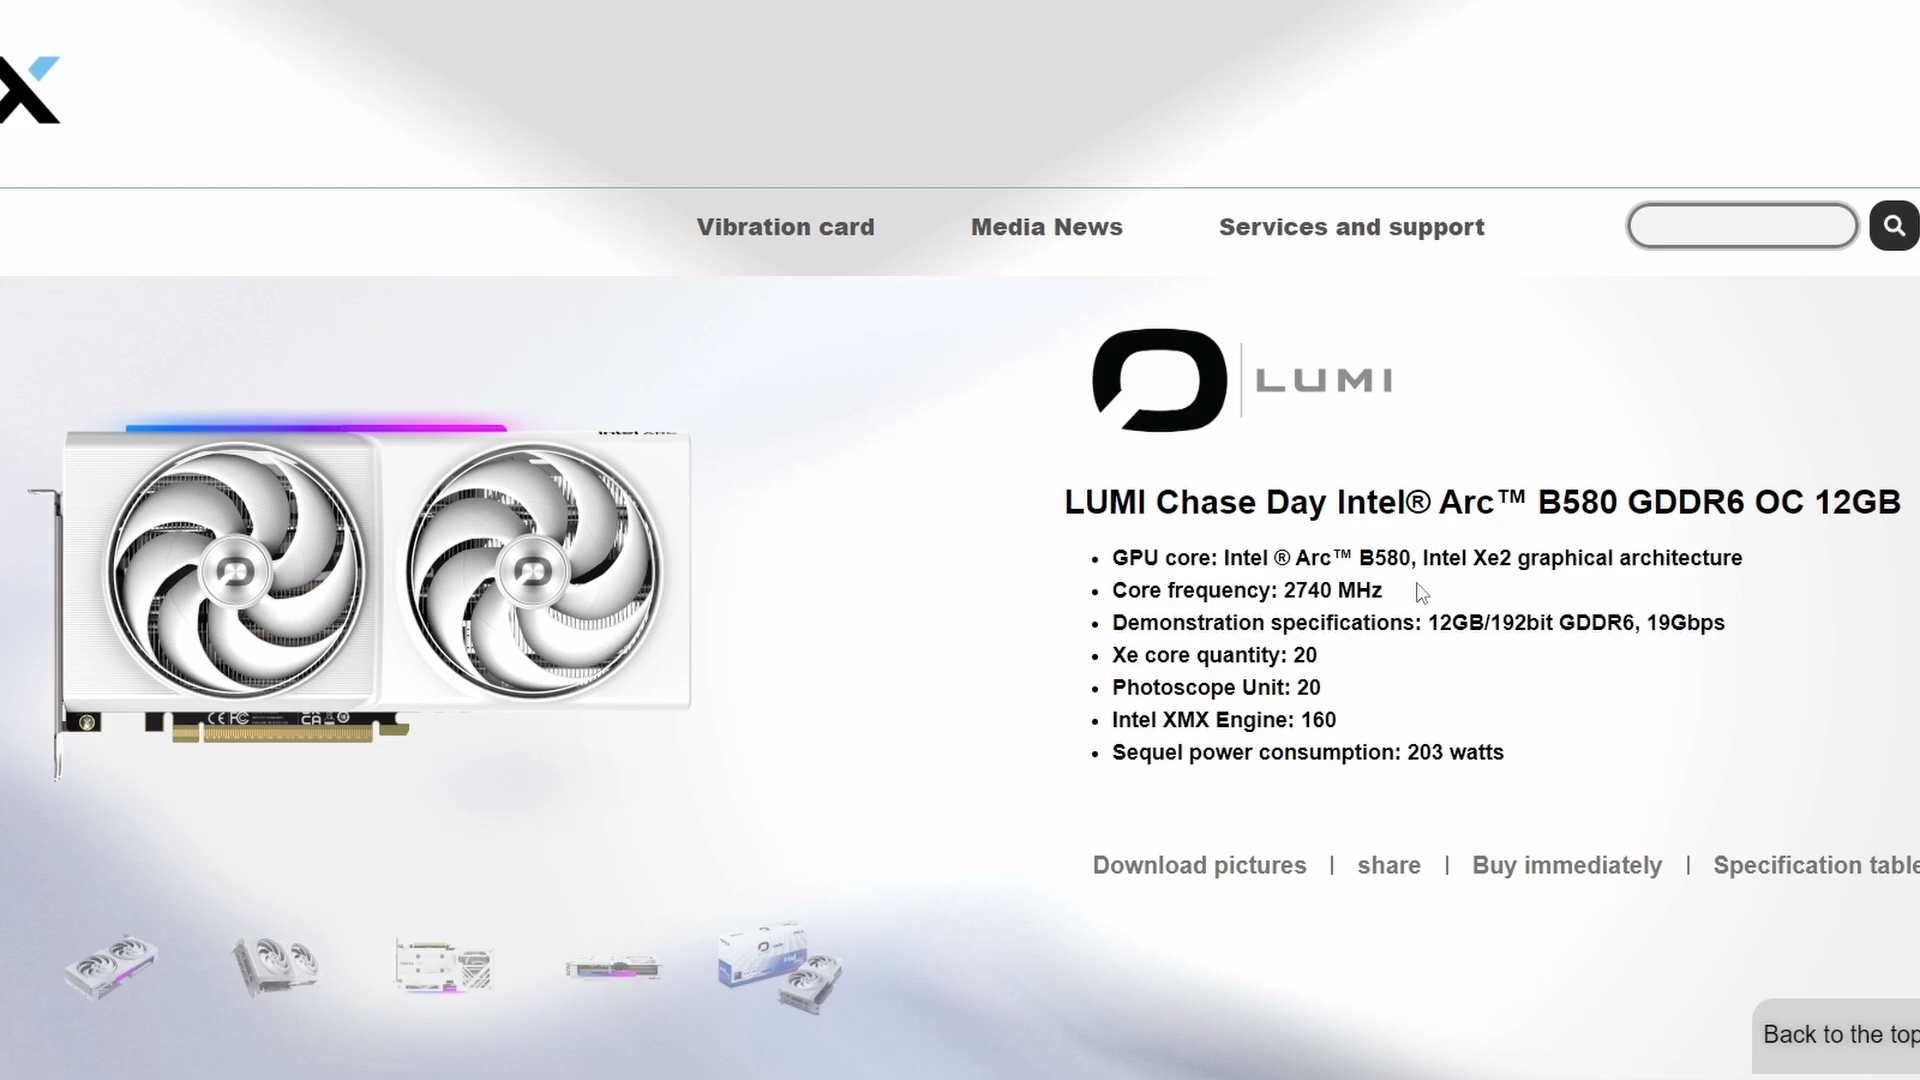 X
Vibration card
Media News
Services and support
LUMI
intel ARC
LUMI Chase Day Intel® Arc™ B580 GDDR6 OC 12GB
GPU core: Intel ® Arc™ B580, Intel Xe2 graphical architecture
Core frequency: 2740 MHz
Demonstration specifications: 12GB/192bit GDDR6, 19Gbps
Xe core quantity: 20
Photoscope Unit: 20
Intel XMX Engine: 160
Sequel power consumption: 203 watts
Download pictures | share | Buy immediately | Specification table
Back to the top